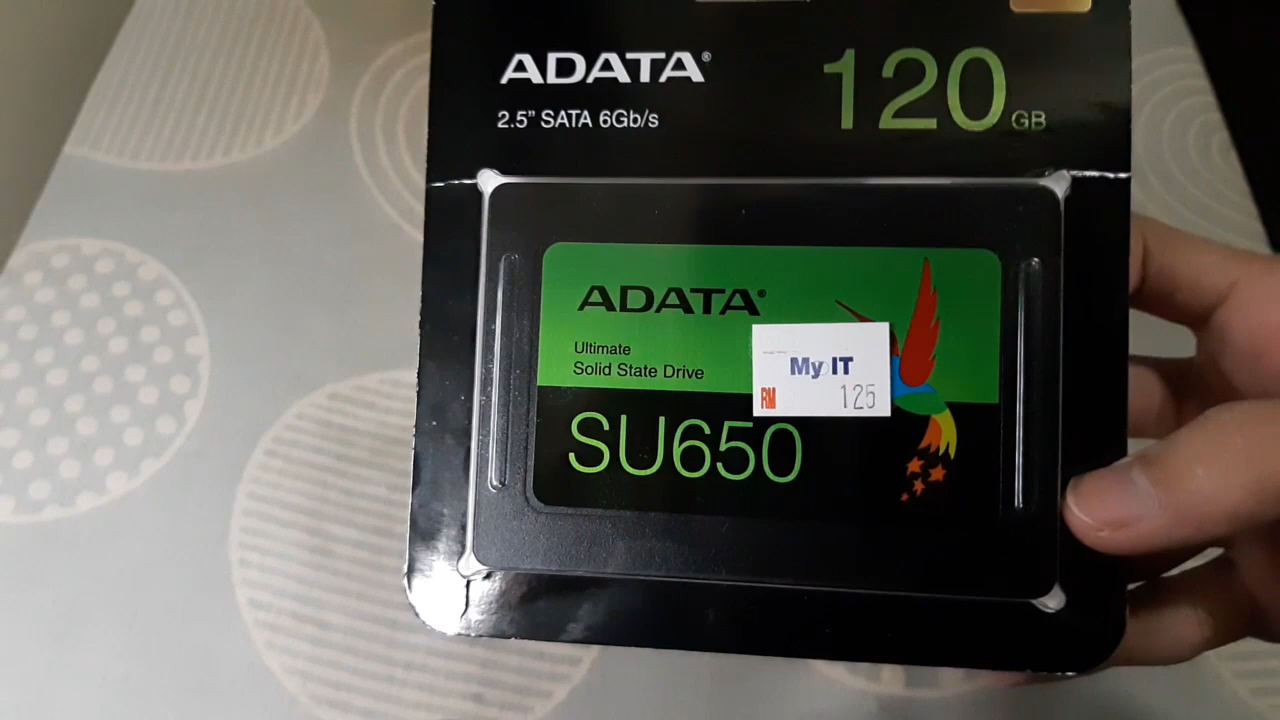 ADATA®
120 GB
2.5” SATA 6Gb/s
ADATA®
Ultimate
Solid State Drive
My IT
RM 125
SU650